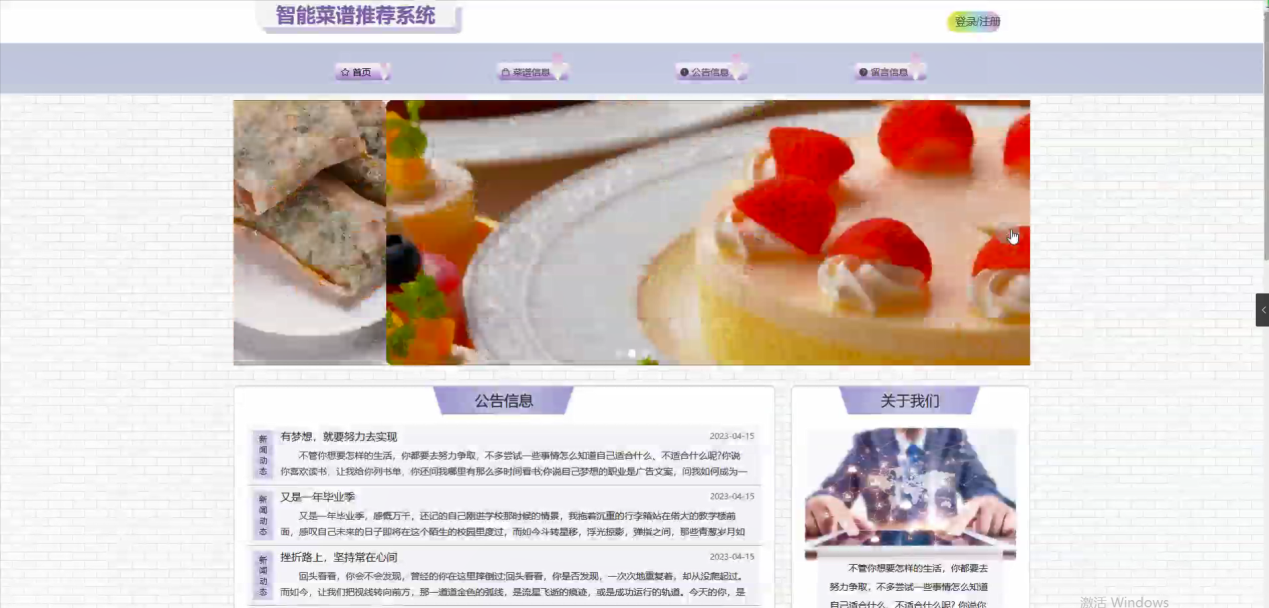 智能菜谱推荐系统
登录/注册
首页
菜谱信息
公告信息
留言信息
公告信息
新闻动态
有梦想，就要努力去实现
2023-04-15
不管你想要怎样的生活，你都要去努力争取，不多尝试一些事情怎么知道自己适合什么、不适合什么呢?你说
你喜欢读书，让我给你列书单，你还问我哪里有那么多时间看书;你说自己梦想的职业是广告文案，问我如何成为一
新闻动态
又是一年毕业季
2023-04-15
又是一年毕业季，感慨万千，还记的自己刚进学校那时候的情景，我拖着沉重的行李箱站在偌大的教学楼前
面，感叹自己未来的日子即将在这个陌生的校园里度过，而如今斗转星移，浮光掠影，弹指之间，那些青葱岁月如
新闻动态
挫折路上，坚持常在心间
2023-04-15
回头看看，你会不会发现，曾经的你在这里摔倒过;回头看看，你是否发现，一次次地重复着，却从没爬起过。
而如今，让我们把视线转向前方，那一道道金色的弧线，是流星飞逝的痕迹，或是成功运行的轨道。今天的你，是
关于我们
不管你想要怎样的生活，你都要去
努力争取，不多尝试一些事情怎么知道
自己适合什么、不适合什么呢? 你说你
激活 Windows